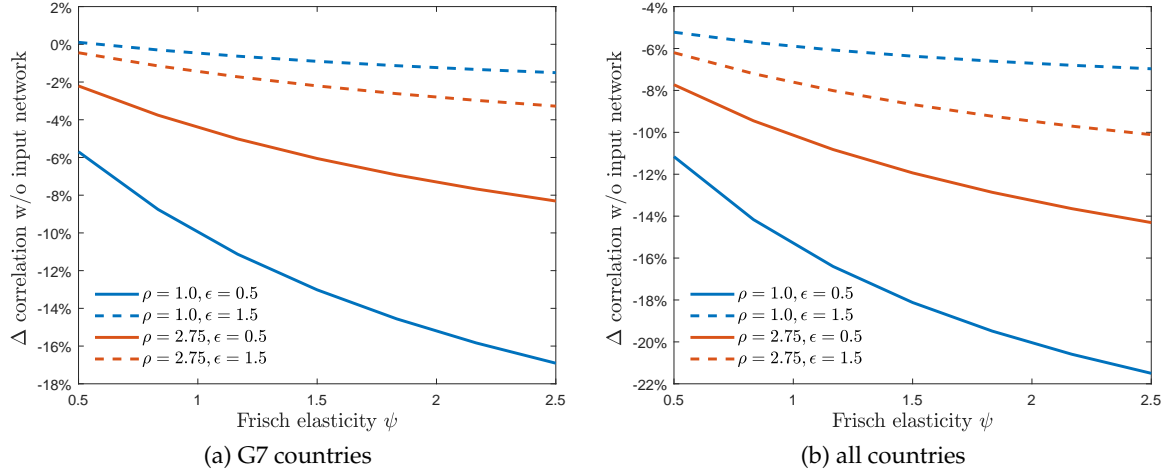 Δ correlation w/o input network
2%
0%
-2%
-4%
-6%
-8%
-10%
-12%
-14%
-16%
-18%
ρ = 1.0, ϵ = 0.5
ρ = 1.0, ϵ = 1.5
ρ = 2.75, ϵ = 0.5
ρ = 2.75, ϵ = 1.5
0.5 1 1.5 2 2.5
Frisch elasticity ψ
(a) G7 countries
Δ correlation w/o input network
-4%
-6%
-8%
-10%
-12%
-14%
-16%
-18%
-20%
-22%
ρ = 1.0, ϵ = 0.5
ρ = 1.0, ϵ = 1.5
ρ = 2.75, ϵ = 0.5
ρ = 2.75, ϵ = 1.5
0.5 1 1.5 2 2.5
Frisch elasticity ψ
(b) all countries